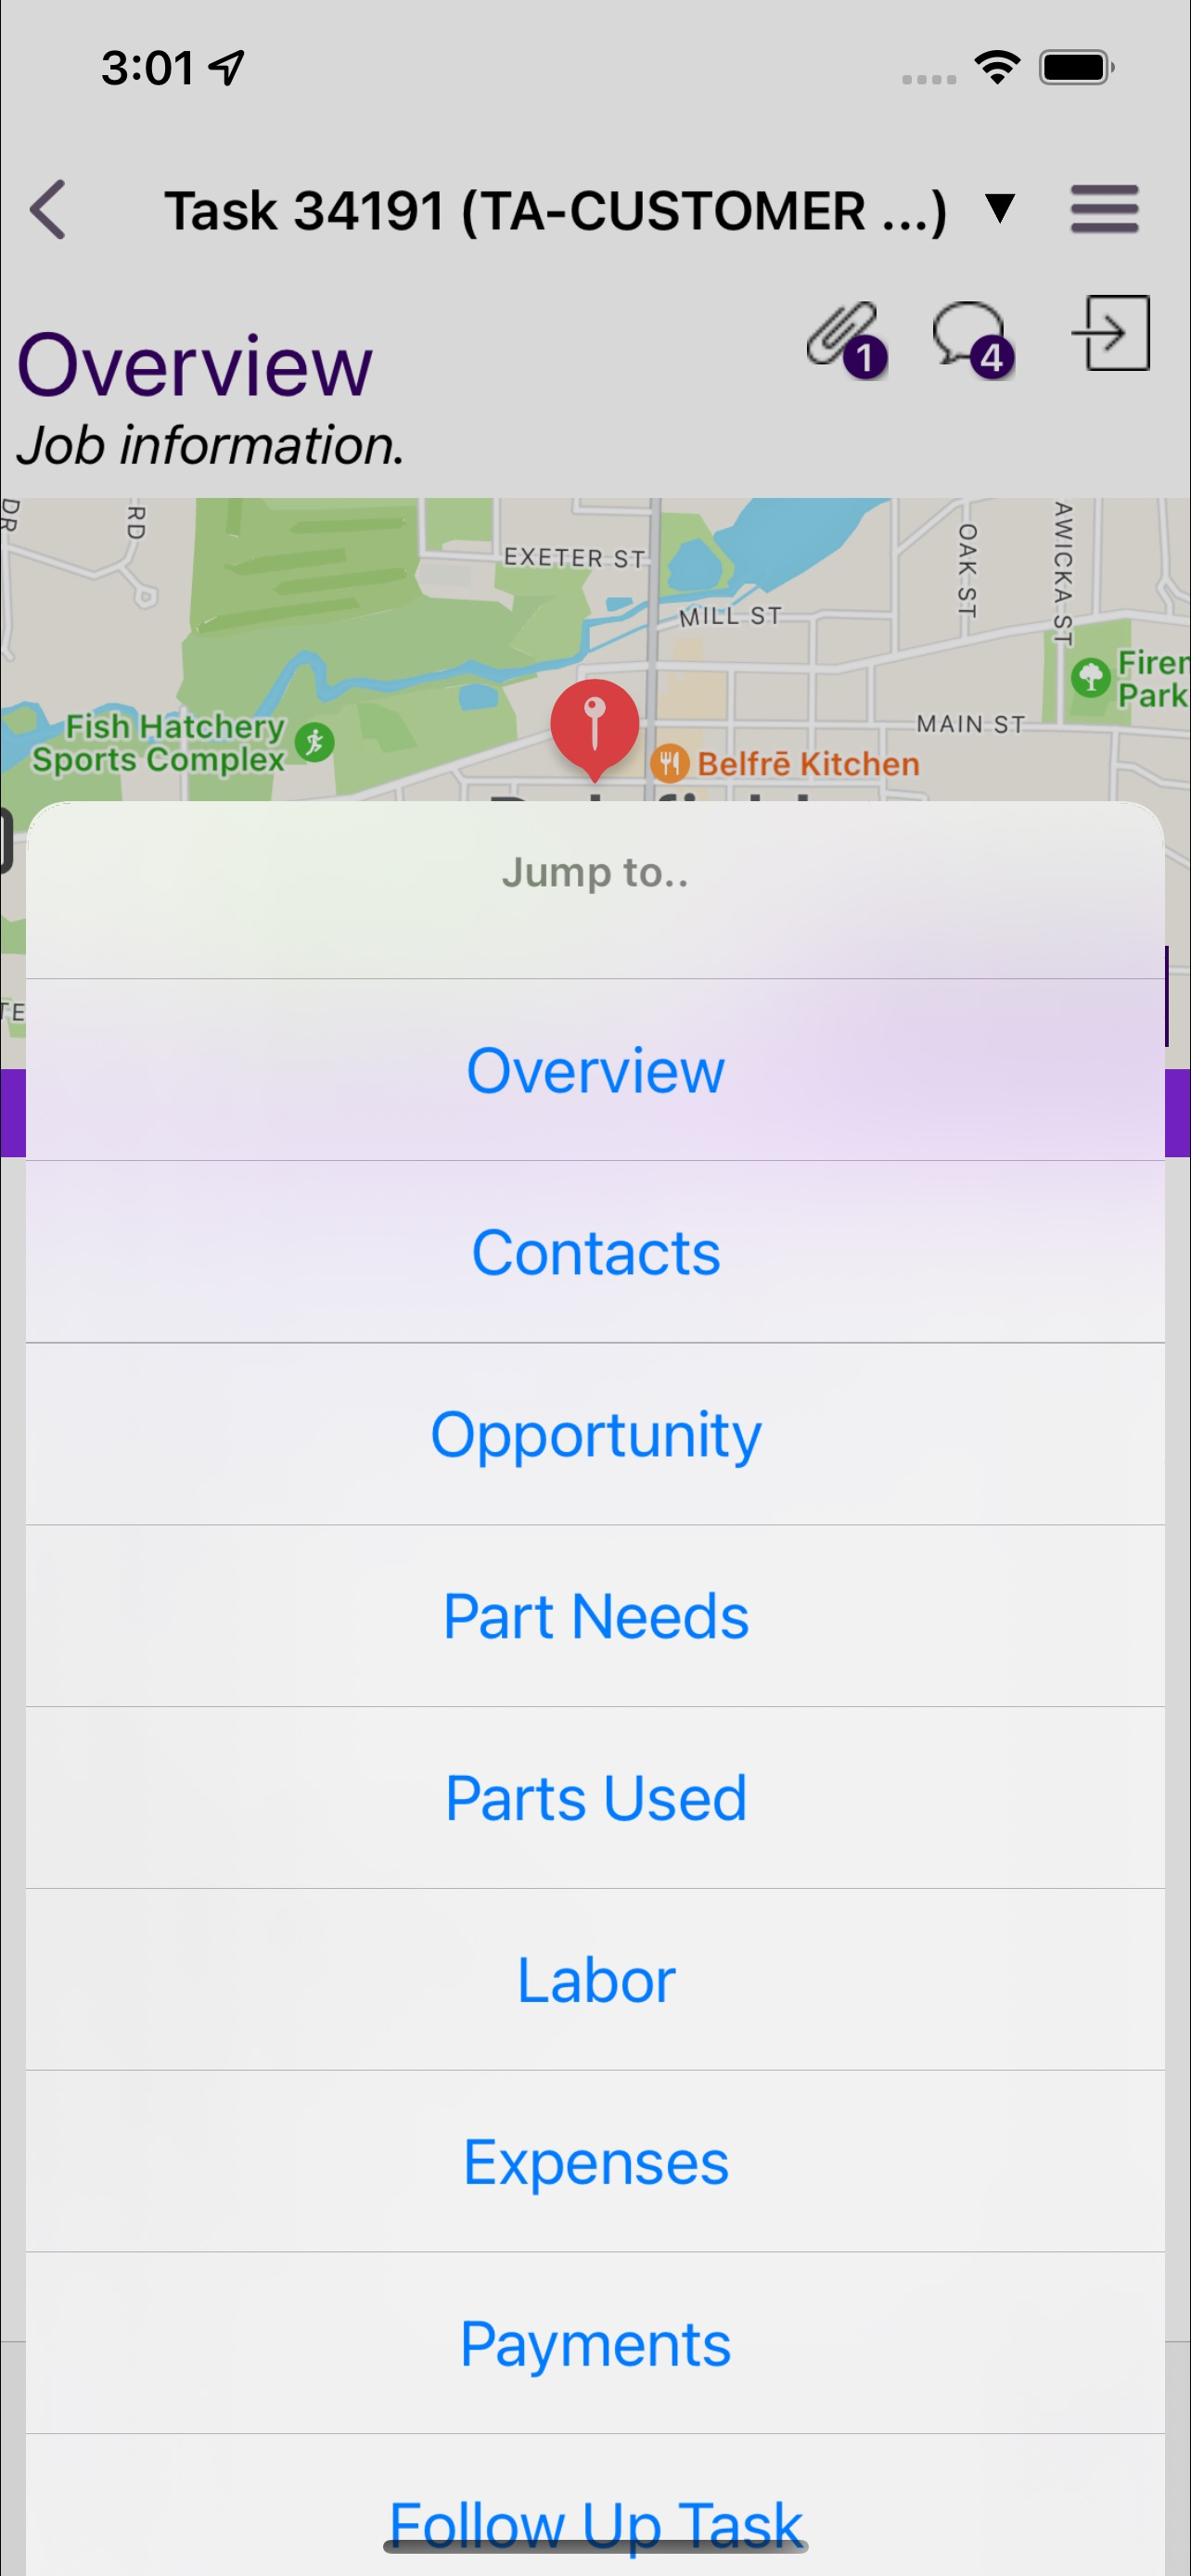 3:01
Task 34191 (TA-CUSTOMER ...) ▼
Overview
1
4
Job information.
DR
RD
EXETER ST
OAK ST
AWICKA ST
MILL ST
Firen
Park
MAIN ST
Fish Hatchery
Sports Complex
Belfrē Kitchen
Jump to..
TE
Overview
Contacts
Opportunity
Part Needs
Parts Used
Labor
Expenses
Payments
Follow Up Task